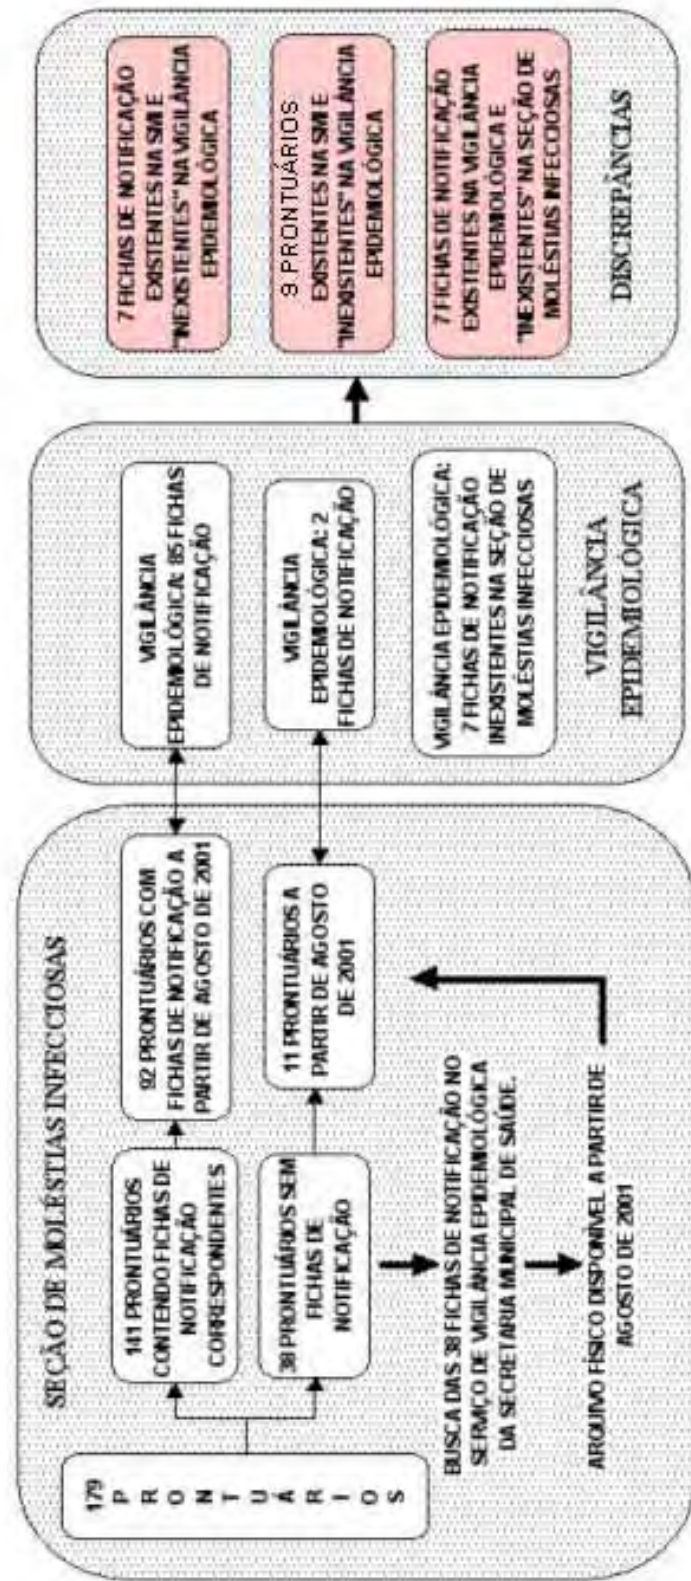 SEÇÃO DE MOLÉSTIAS INFECCIOSAS
179
P
R
O
N
T
U
Á
R
I
O
S
141 PRONTUÁRIOS
CONTENDO FICHAS DE
NOTIFICAÇÃO
CORRESPONDENTES
92 PRONTUÁRIOS COM
FICHAS DE NOTIFICAÇÃO A
PARTIR DE AGOSTO DE 2001
38 PRONTUÁRIOS SEM
FICHAS DE
NOTIFICAÇÃO
11 PRONTUÁRIOS A
PARTIR DE AGOSTO
DE 2001
BUSCA DAS 38 FICHAS DE NOTIFICAÇÃO NO
SERVIÇO DE VIGILÂNCIA EPIDEMIOLÓGICA
DA SECRETARIA MUNICIPAL DE SAÚDE.
ARQUIVO FÍSICO DISPONÍVEL A PARTIR DE
AGOSTO DE 2001
VIGILÂNCIA
EPIDEMIOLÓGICA: 85 FICHAS
DE NOTIFICAÇÃO
VIGILÂNCIA
EPIDEMIOLÓGICA: 2
FICHAS DE NOTIFICAÇÃO
VIGILÂNCIA EPIDEMIOLÓGICA:
7 FICHAS DE NOTIFICAÇÃO
INEXISTENTES NA SEÇÃO DE
MOLÉSTIAS INFECCIOSAS
VIGILÂNCIA
EPIDEMIOLÓGICA
7 FICHAS DE NOTIFICAÇÃO
EXISTENTES NA SMI E
"INEXISTENTES" NA VIGILÂNCIA
EPIDEMIOLÓGICA
9 PRONTUÁRIOS
EXISTENTES NA SMI E
"INEXISTENTES" NA VIGILÂNCIA
EPIDEMIOLÓGICA
7 FICHAS DE NOTIFICAÇÃO
EXISTENTES NA VIGILÂNCIA
EPIDEMIOLÓGICA E
"INEXISTENTES" NA SEÇÃO DE
MOLÉSTIAS INFECCIOSAS
DISCREPÂNCIAS